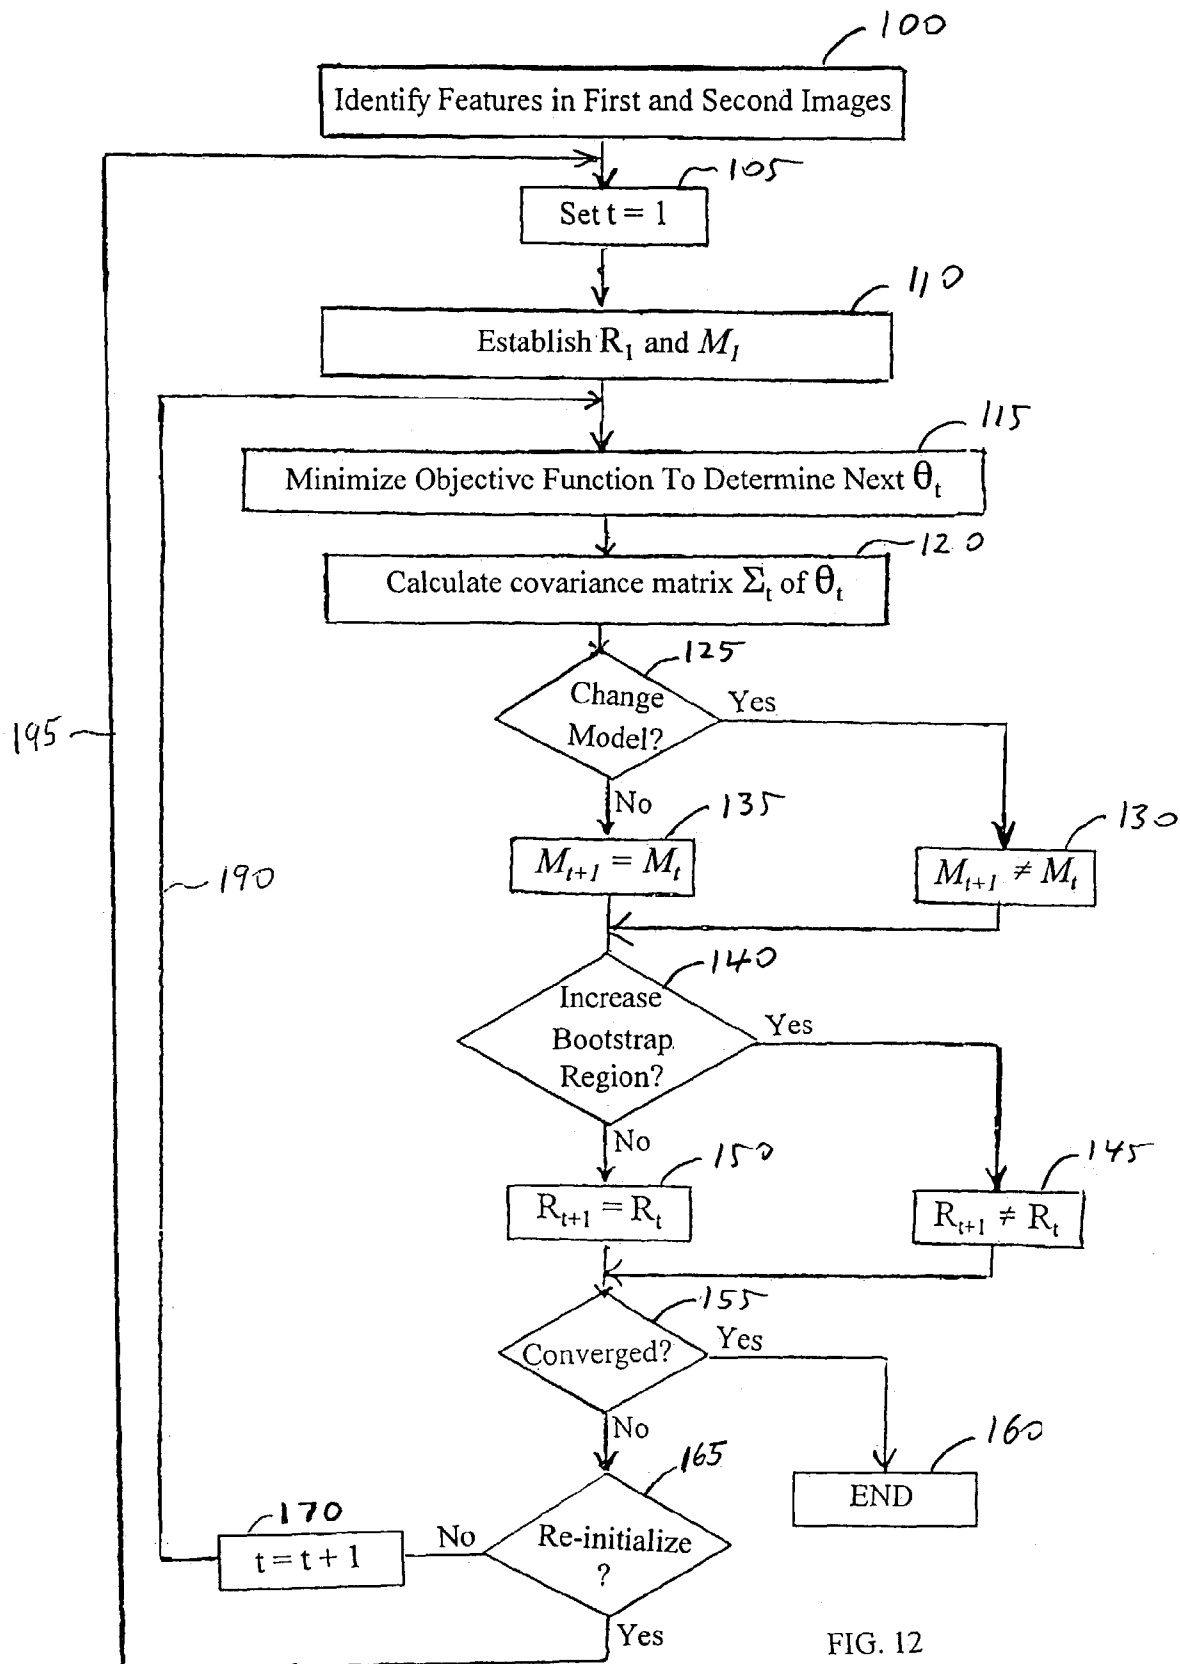 100
Identify Features in First and Second Images
105
Set t = 1
110
Establish R₁ and M₁
115
Minimize Objective Function To Determine Next θₜ
120
Calculate covariance matrix Σₜ of θₜ
125
Change
Model?
Yes
195
No
135
130
Mₜ₊₁ = Mₜ
Mₜ₊₁ ≠ Mₜ
190
140
Increase
Bootstrap
Region?
Yes
No
150
145
Rₜ₊₁ = Rₜ
Rₜ₊₁ ≠ Rₜ
155
Converged?
Yes
No
165
160
END
170
t = t + 1
No
Re-initialize
?
Yes
FIG. 12